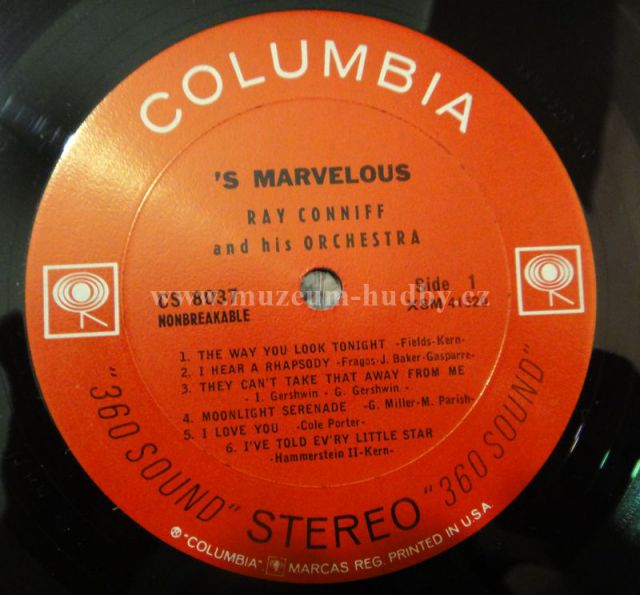 COLUMBIA
'S MARVELOUS
RAY CONNIFF
and his ORCHESTRA
CS 8037
Side 1
NONBREAKABLE
www.muzeum-hudby.cz
1. THE WAY YOU LOOK TONIGHT -Fields-Kern-
2. I HEAR A RHAPSODY -Fragos-J. Baker-Gasparre-
3. THEY CAN'T TAKE THAT AWAY FROM ME
- I. Gershwin - G. Gershwin -
4. MOONLIGHT SERENADE -G. Miller-M. Parish-
5. I LOVE YOU -Cole Porter-
6. I'VE TOLD EV'RY LITTLE STAR
-Hammerstein II-Kern-
"360 SOUND" STEREO "360 SOUND"
® "COLUMBIA". MARCAS REG. PRINTED IN U.S.A.